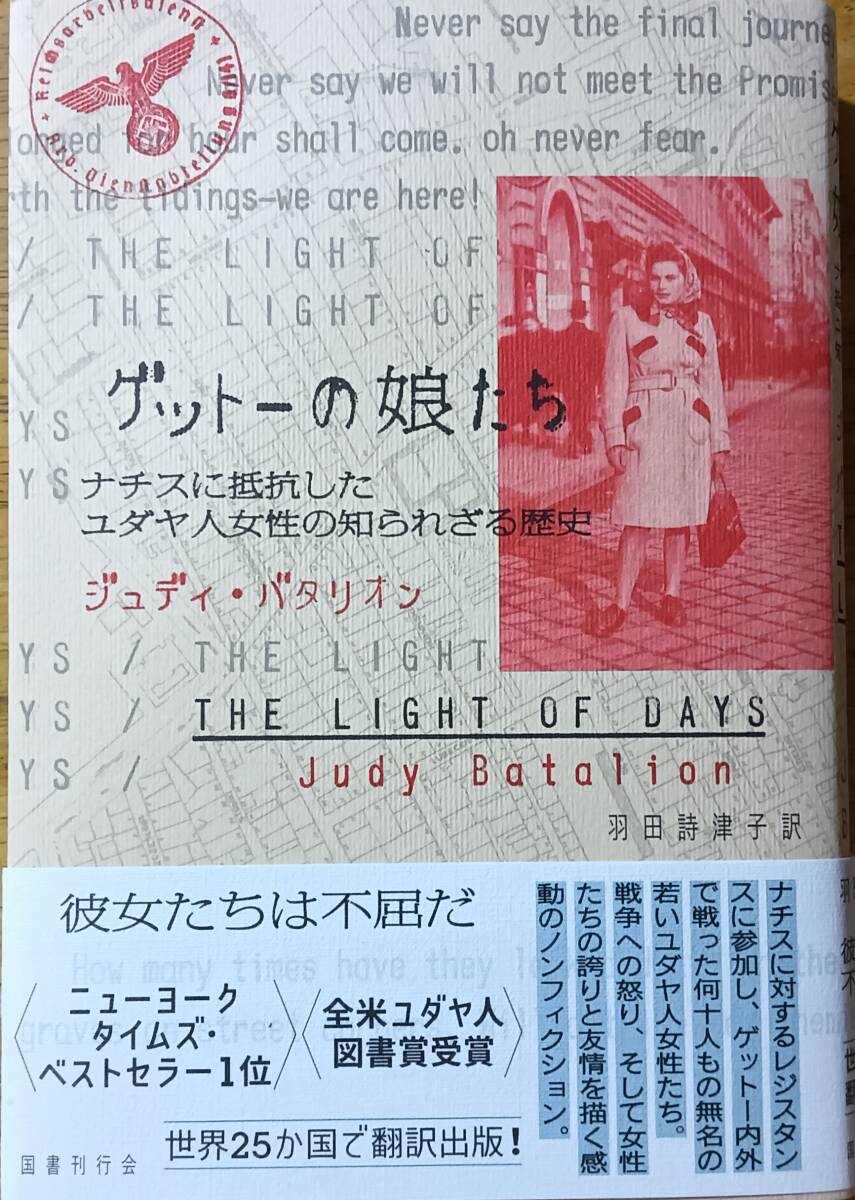 Reichsarbeitsdienst
Arb. Dienstabteilung
Never say the final journe
Never say we will not meet the Promis
longed for hour shall come. oh never fear.
rth the tidings—we are here!
/ THE LIGHT OF
/ THE LIGHT OF
ゲットーの娘たち
YS
YS
ナチスに抵抗した
ユダヤ人女性の知られざる歴史
ジュディ・バタリオン
YS / THE LIGHT
YS / THE LIGHT OF DAYS
YS / Judy Batalion
羽田詩津子訳
彼女たちは不屈だ
How many times have they
graves on street
ニューヨーク
タイムズ・
ベストセラー1位
全米ユダヤ人
図書賞受賞
世界25か国で翻訳出版！
国書刊行会
ナチスに対するレジスタン
スに参加し、ゲットー内外
で戦った何十人もの無名の
若いユダヤ人女性たち。
戦争への怒り、そして女性
たちの誇りと友情を描く感
動のノンフィクション。